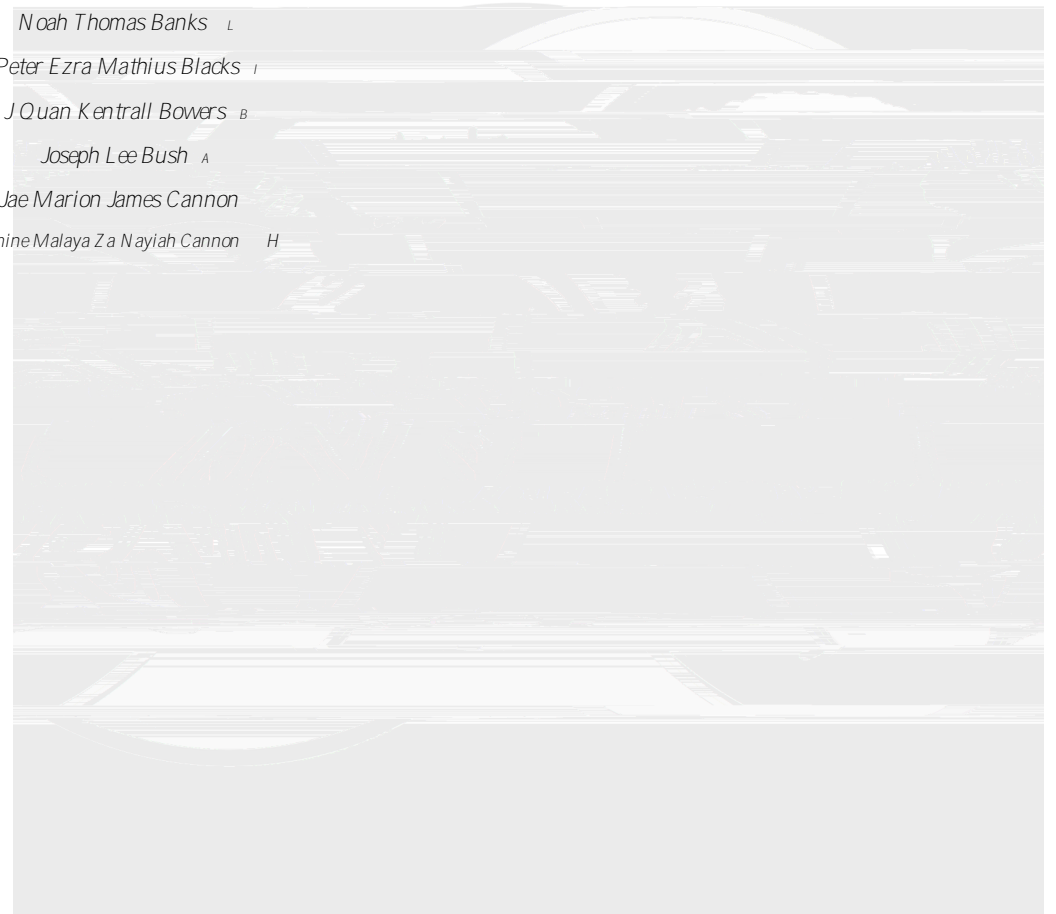 Noah Thomas Banks L
Peter Ezra Mathius Blacks I
J Quan Kentrall Bowers B
Joseph Lee Bush A
Jae Marion James Cannon
Malaya Za Nayiah Cannon H